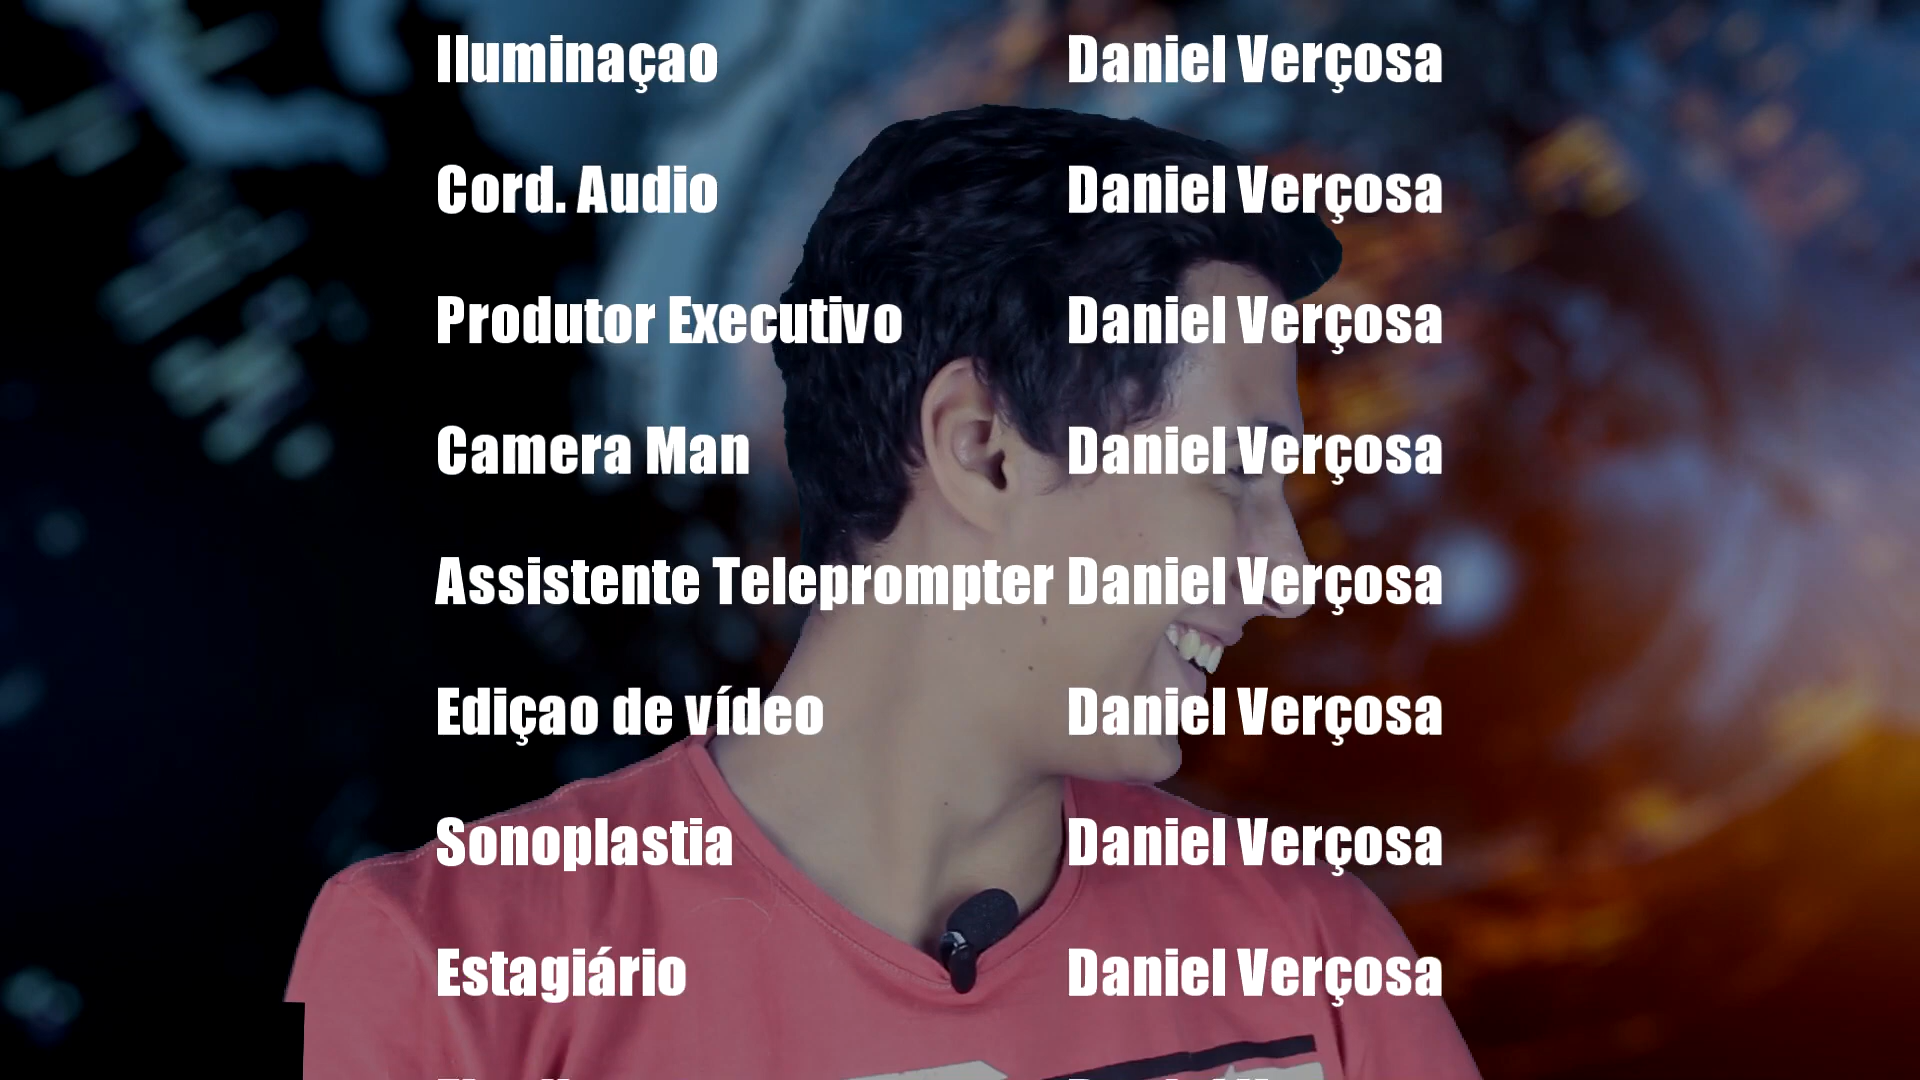 Iluminaçao Daniel Verçosa
Cord. Audio Daniel Verçosa
Produtor Executivo Daniel Verçosa
Camera Man Daniel Verçosa
Assistente Teleprompter Daniel Verçosa
Ediçao de vídeo Daniel Verçosa
Sonoplastia Daniel Verçosa
Estagiário Daniel Verçosa